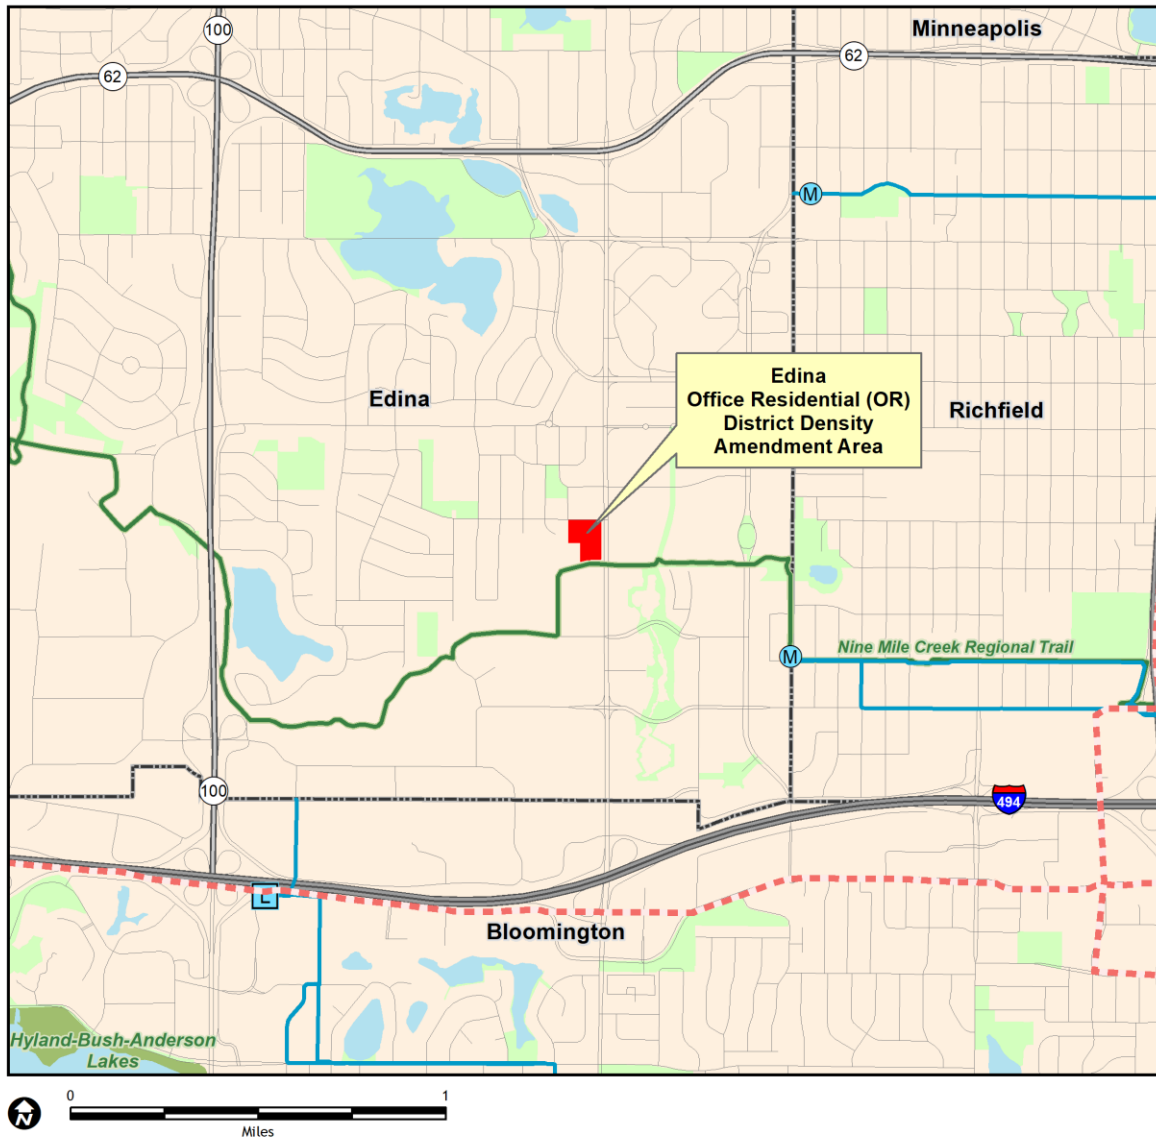 100
Minneapolis
62
62
M
Edina
Office Residential (OR)
District Density
Amendment Area
Edina
Richfield
Nine Mile Creek Regional Trail
M
100
494
L
Bloomington
Hyland-Bush-Anderson
Lakes
N
0
1
Miles